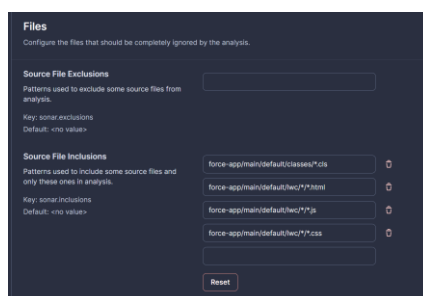 Files
Configure the files that should be completely ignored by the analysis.
Source File Exclusions
Patterns used to exclude some source files from
analysis.
Key: sonar.exclusions
Default: <no value>
Source File Inclusions
Patterns used to include some source files and
only these ones in analysis.
Key: sonar.inclusions
Default: <no value>
force-app/main/default/classes/*.cls
force-app/main/default/lwc/*/*.html
force-app/main/default/lwc/*/*.js
force-app/main/default/lwc/*/*.css
Reset